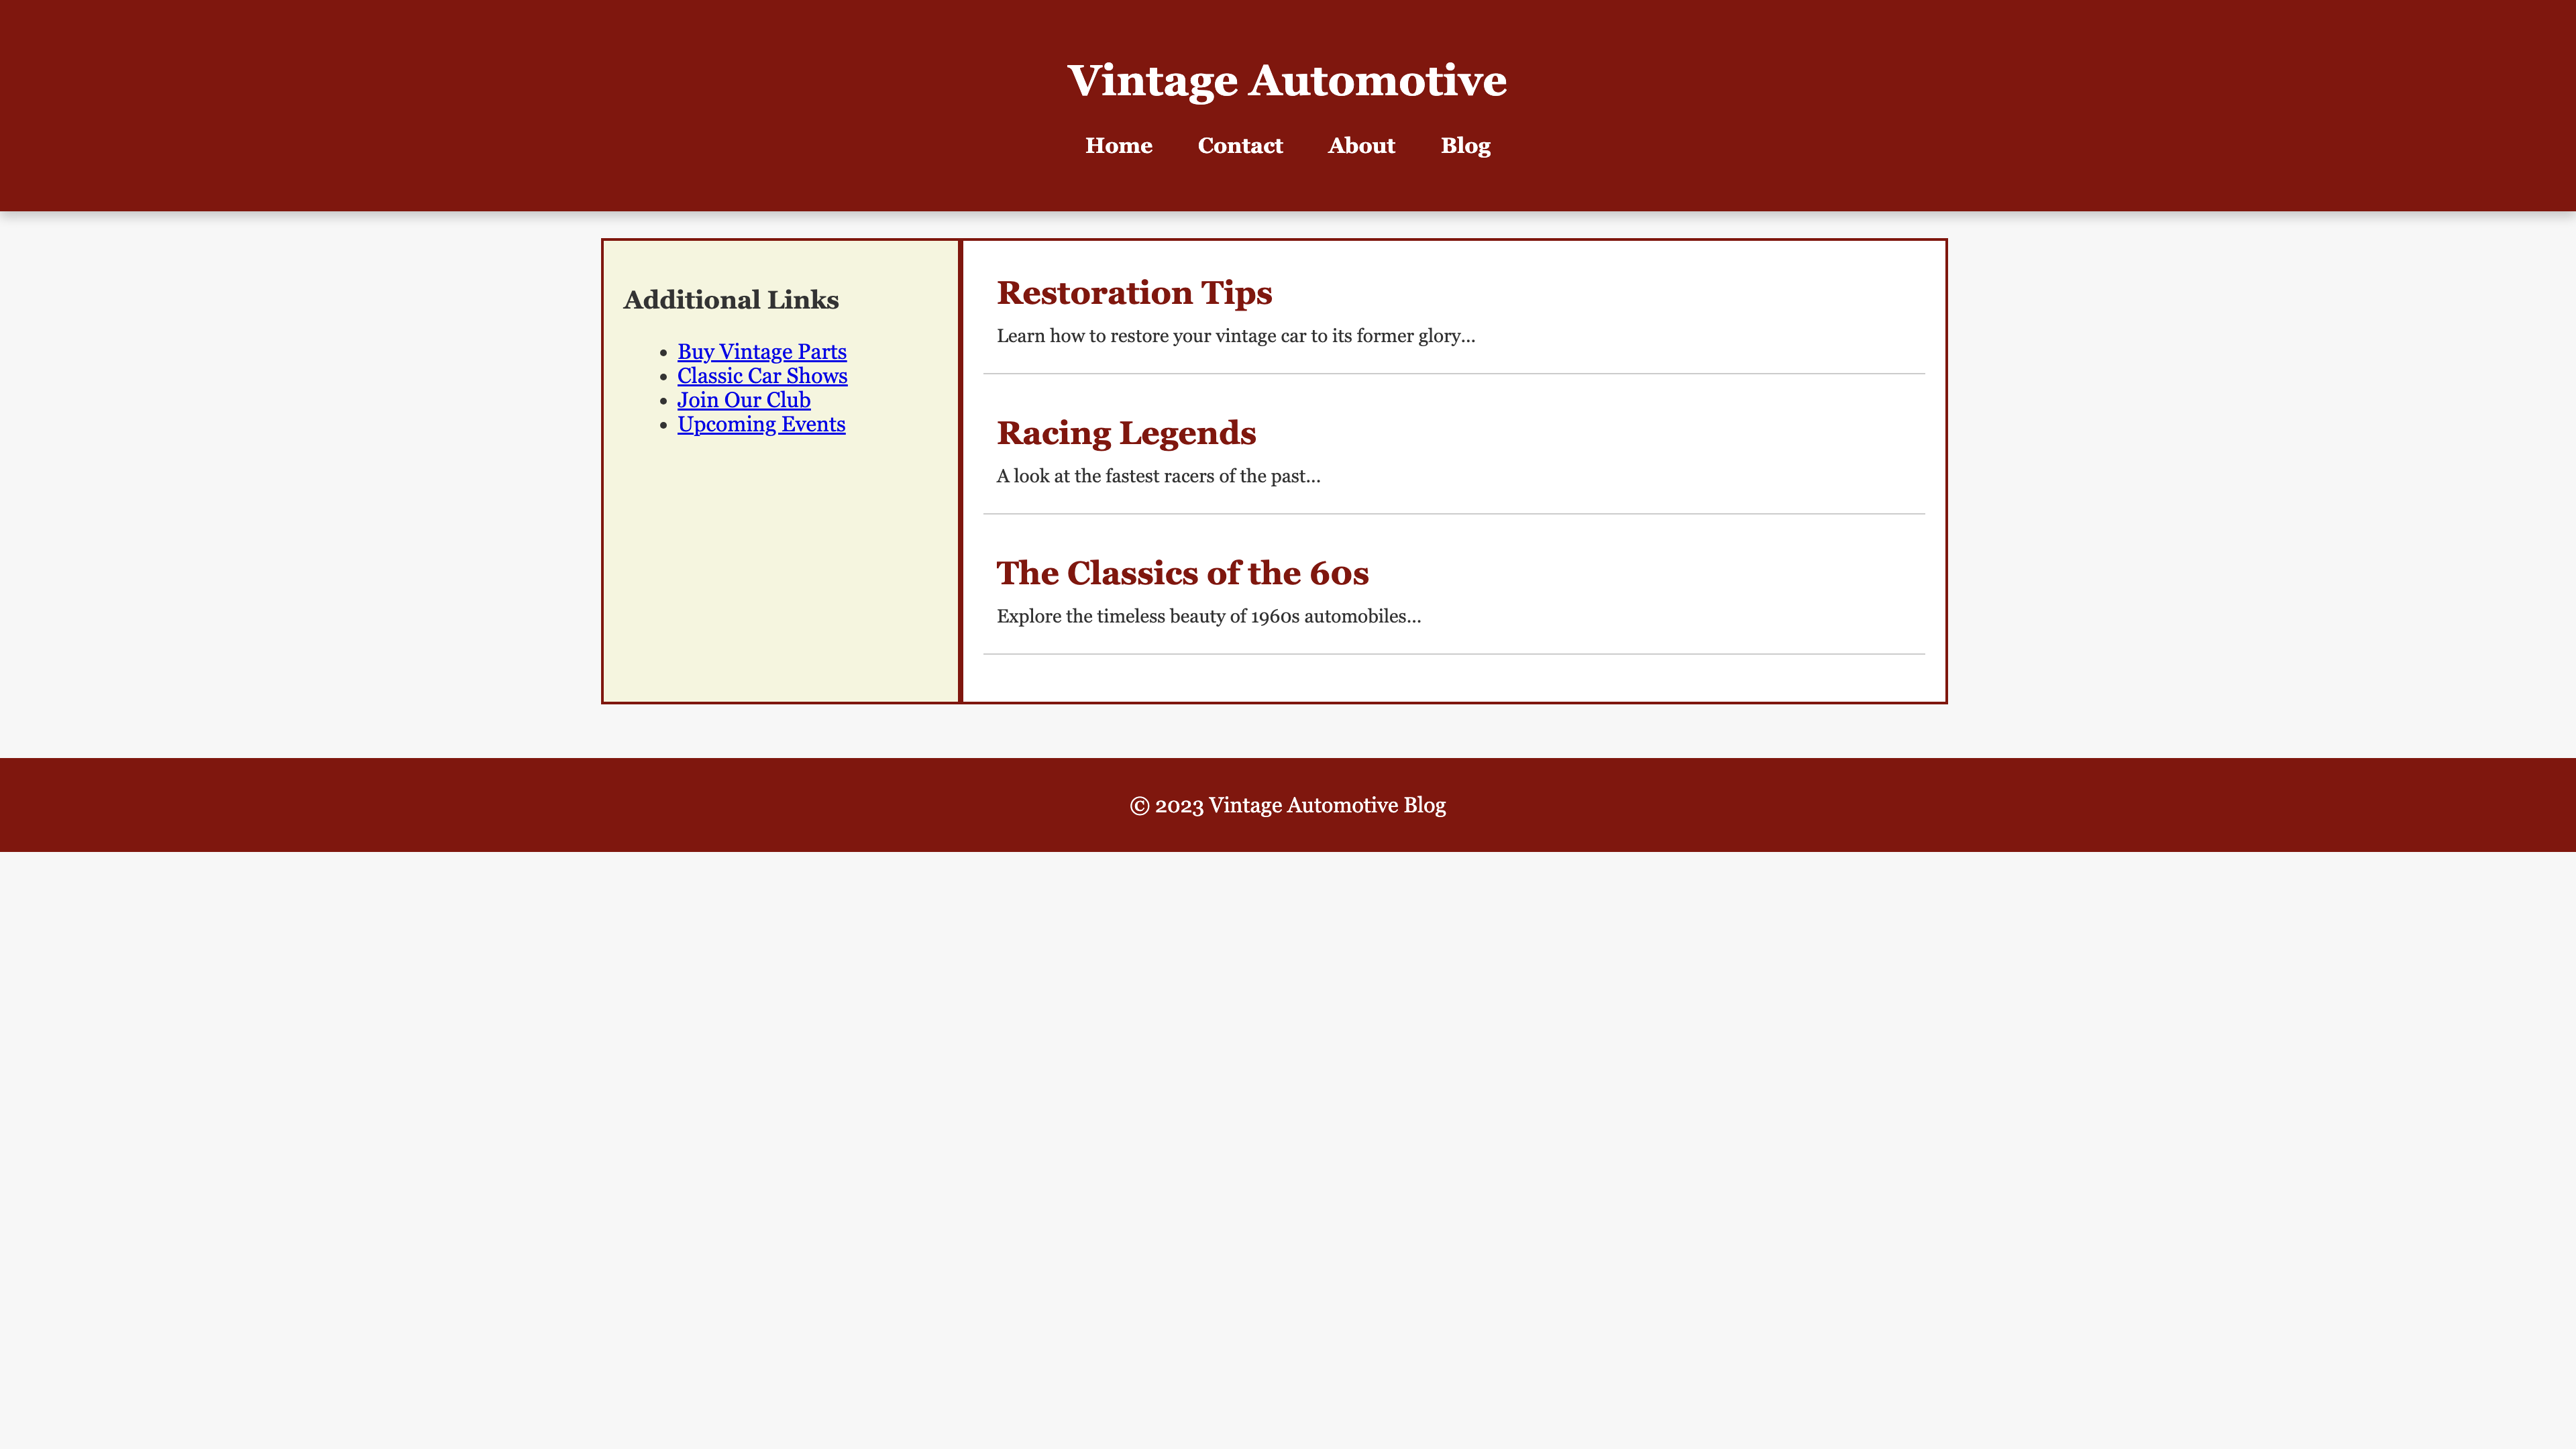 Vintage Automotive
Home Contact About Blog
Additional Links
Buy Vintage Parts
Classic Car Shows
Join Our Club
Upcoming Events
Restoration Tips
Learn how to restore your vintage car to its former glory...
Racing Legends
A look at the fastest racers of the past...
The Classics of the 60s
Explore the timeless beauty of 1960s automobiles...
© 2023 Vintage Automotive Blog